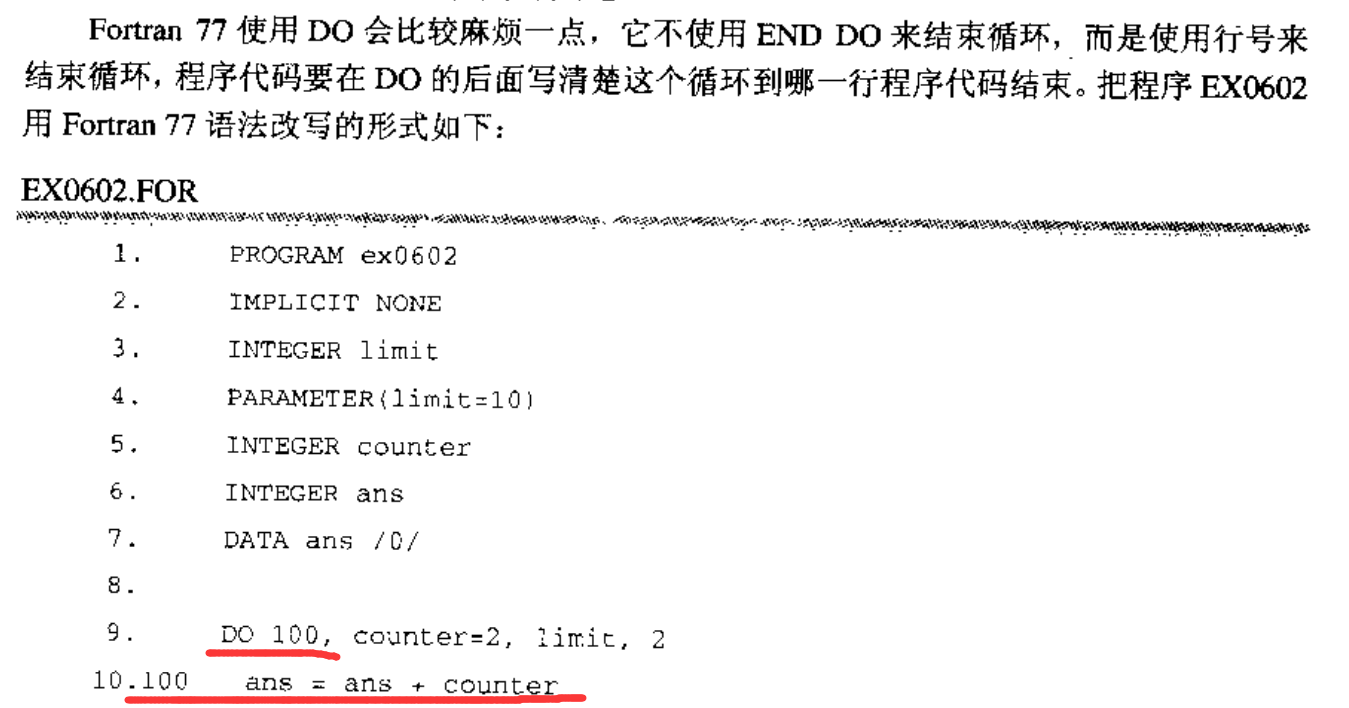 Fortran 77 使用 DO 会比较麻烦一点，它不使用 END DO 来结束循环，而是使用行号来
结束循环，程序代码要在 DO 的后面写清楚这个循环到哪一行程序代码结束。把程序 EX0602
用 Fortran 77 语法改写的形式如下：
EX0602.FOR
1. PROGRAM ex0602
2. IMPLICIT NONE
3. INTEGER limit
4. PARAMETER(limit=10)
5. INTEGER counter
6. INTEGER ans
7. DATA ans /0/
8.
9. DO 100, counter=2, limit, 2
10.100 ans = ans + counter